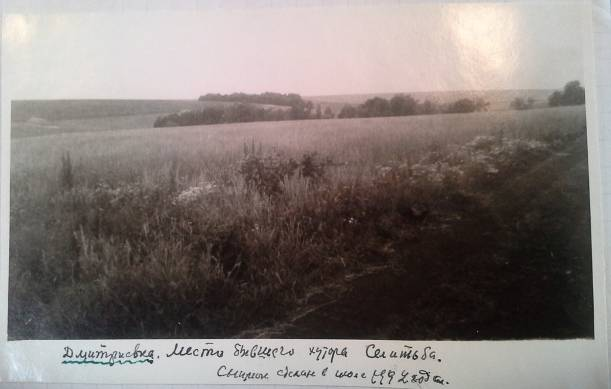 Дмитриевка. Место бывшего хутора Селитьба.
Снимок сделан в июле 1992 года.